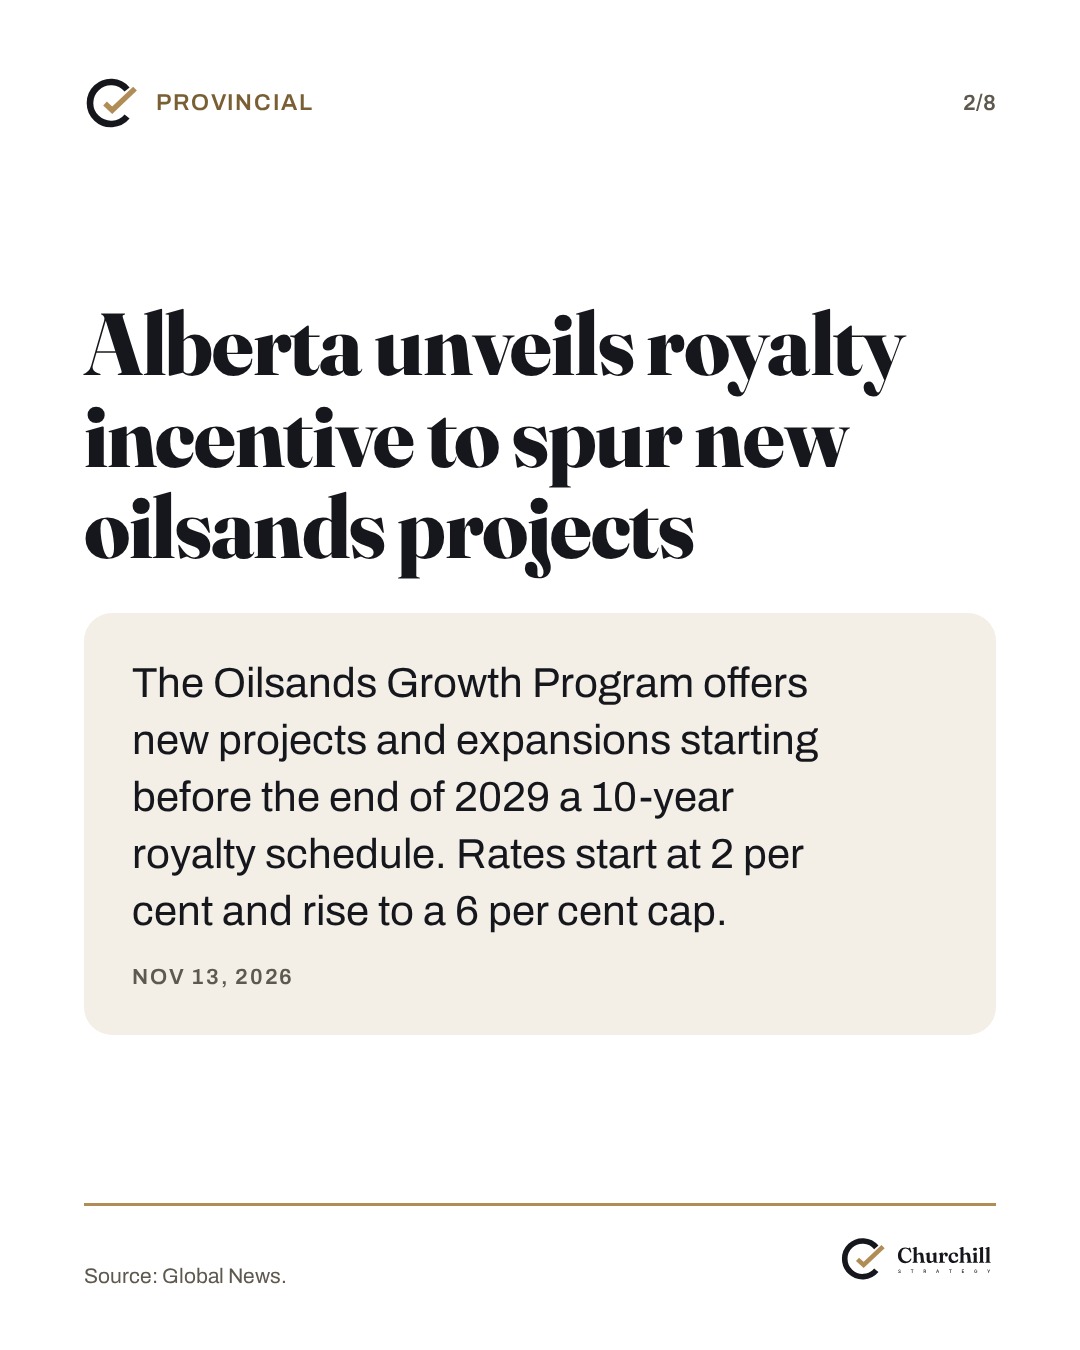 PROVINCIAL
2/8
Alberta unveils royalty
incentive to spur new
oilsands projects
The Oilsands Growth Program offers
new projects and expansions starting
before the end of 2029 a 10-year
royalty schedule. Rates start at 2 per
cent and rise to a 6 per cent cap.
NOV 13, 2026
Source: Global News.
Churchill
STRATEGY